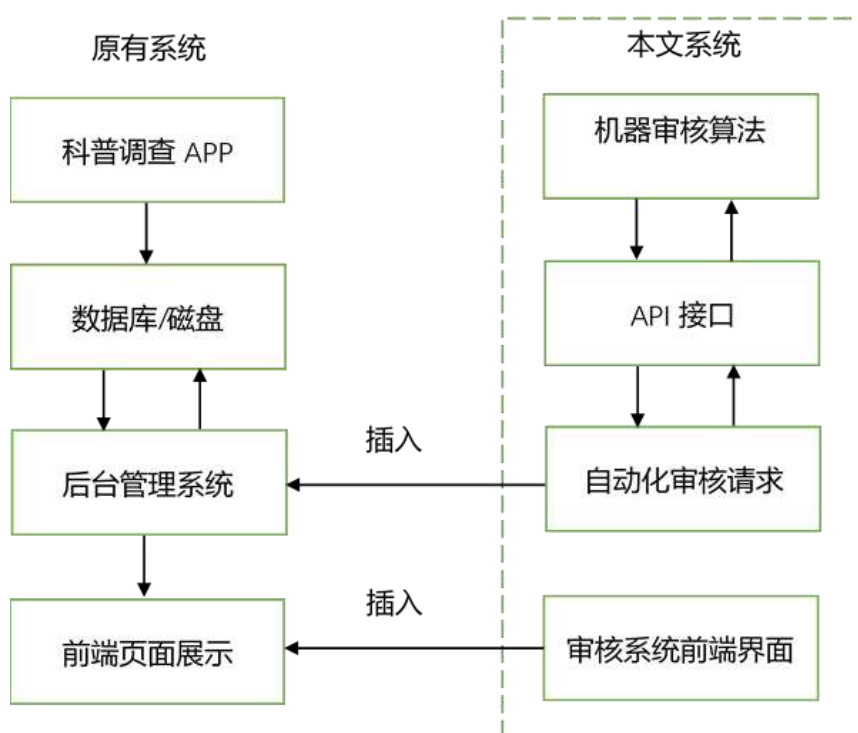 原有系统
科普调查 APP
数据库/磁盘
后台管理系统
前端页面展示
插入
插入
本文系统
机器审核算法
API 接口
自动化审核请求
审核系统前端界面